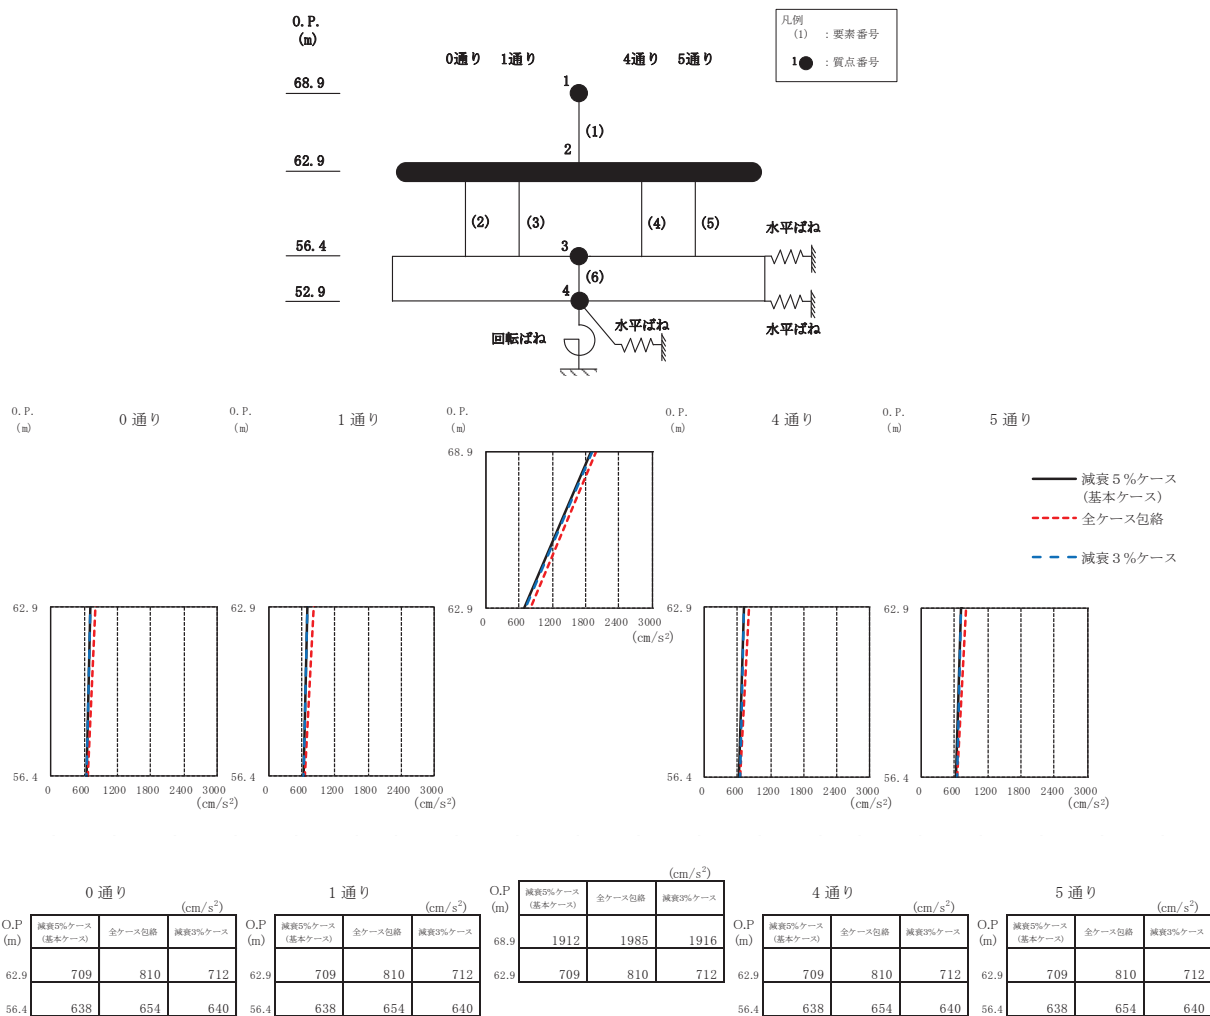 O.P.
(m)
凡例
(1) : 要素番号
1 : 質点番号
0通り 1通り 4通り 5通り
68.9
1
(1)
2
62.9
(2) (3) (4) (5)
水平ばね
56.4
3
(6)
52.9
4
水平ばね 水平ばね
回転ばね
O.P.
(m)
0 通り
O.P.
(m)
1 通り
O.P.
(m)
O.P.
(m)
4 通り
O.P.
(m)
5 通り
68.9
62.9
0 600 1200 1800 2400 3000
(cm/s²)
減衰5%ケース
(基本ケース)
全ケース包絡
減衰3%ケース
62.9
56.4
0 600 1200 1800 2400 3000
(cm/s²)
62.9
56.4
0 600 1200 1800 2400 3000
(cm/s²)
62.9
56.4
0 600 1200 1800 2400 3000
(cm/s²)
62.9
56.4
0 600 1200 1800 2400 3000
(cm/s²)
0 通り
(cm/s²)
O.P
(m)
減衰5%ケース
(基本ケース) 全ケース包絡 減衰3%ケース
62.9 709 810 712
56.4 638 654 640
1 通り
(cm/s²)
O.P
(m)
減衰5%ケース
(基本ケース) 全ケース包絡 減衰3%ケース
62.9 709 810 712
56.4 638 654 640
(cm/s²)
O.P
(m)
減衰5%ケース
(基本ケース) 全ケース包絡 減衰3%ケース
68.9 1912 1985 1916
62.9 709 810 712
4 通り
(cm/s²)
O.P
(m)
減衰5%ケース
(基本ケース) 全ケース包絡 減衰3%ケース
62.9 709 810 712
56.4 638 654 640
5 通り
(cm/s²)
O.P
(m)
減衰5%ケース
(基本ケース) 全ケース包絡 減衰3%ケース
62.9 709 810 712
56.4 638 654 640